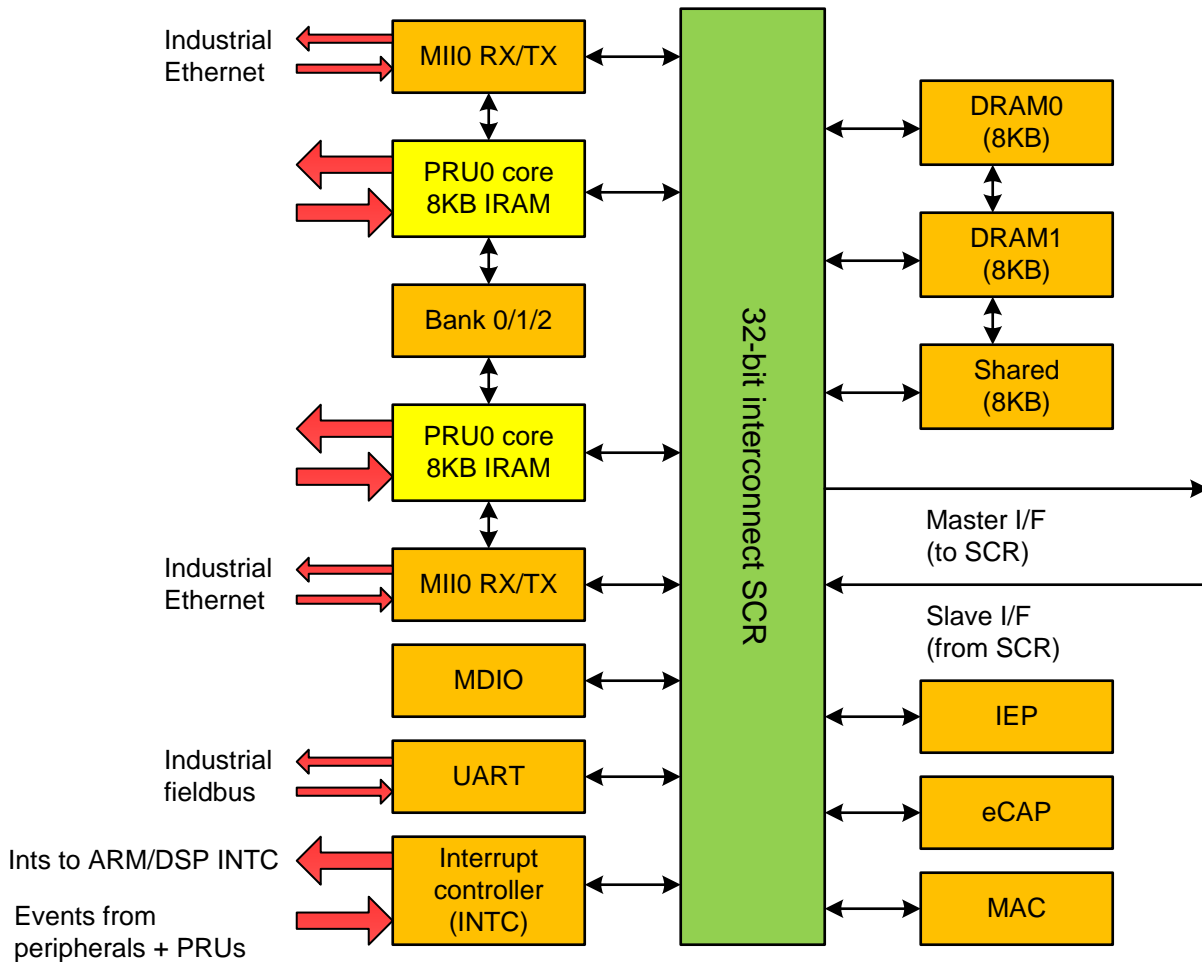 Industrial
Ethernet
MII0 RX/TX
PRU0 core
8KB IRAM
Bank 0/1/2
PRU0 core
8KB IRAM
Industrial
Ethernet
MII0 RX/TX
MDIO
Industrial
fieldbus
UART
Ints to ARM/DSP INTC
Events from
peripherals + PRUs
Interrupt
controller
(INTC)
32-bit interconnect SCR
DRAM0
(8KB)
DRAM1
(8KB)
Shared
(8KB)
Master I/F
(to SCR)
Slave I/F
(from SCR)
IEP
eCAP
MAC